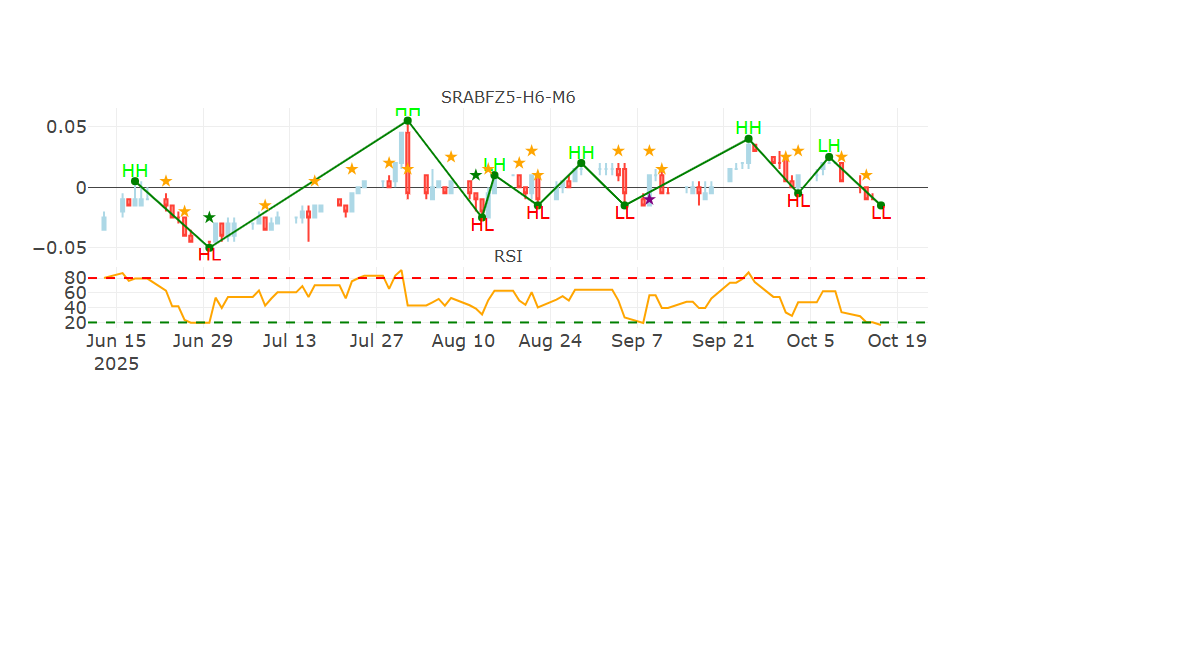 SRABFZ5-H6-M6
0.05
0
−0.05
HH
HL
HH
HL
LH
HL
HH
LL
HH
HL
LH
LL
RSI
80
60
40
20
Jun 15
2025
Jun 29
Jul 13
Jul 27
Aug 10
Aug 24
Sep 7
Sep 21
Oct 5
Oct 19